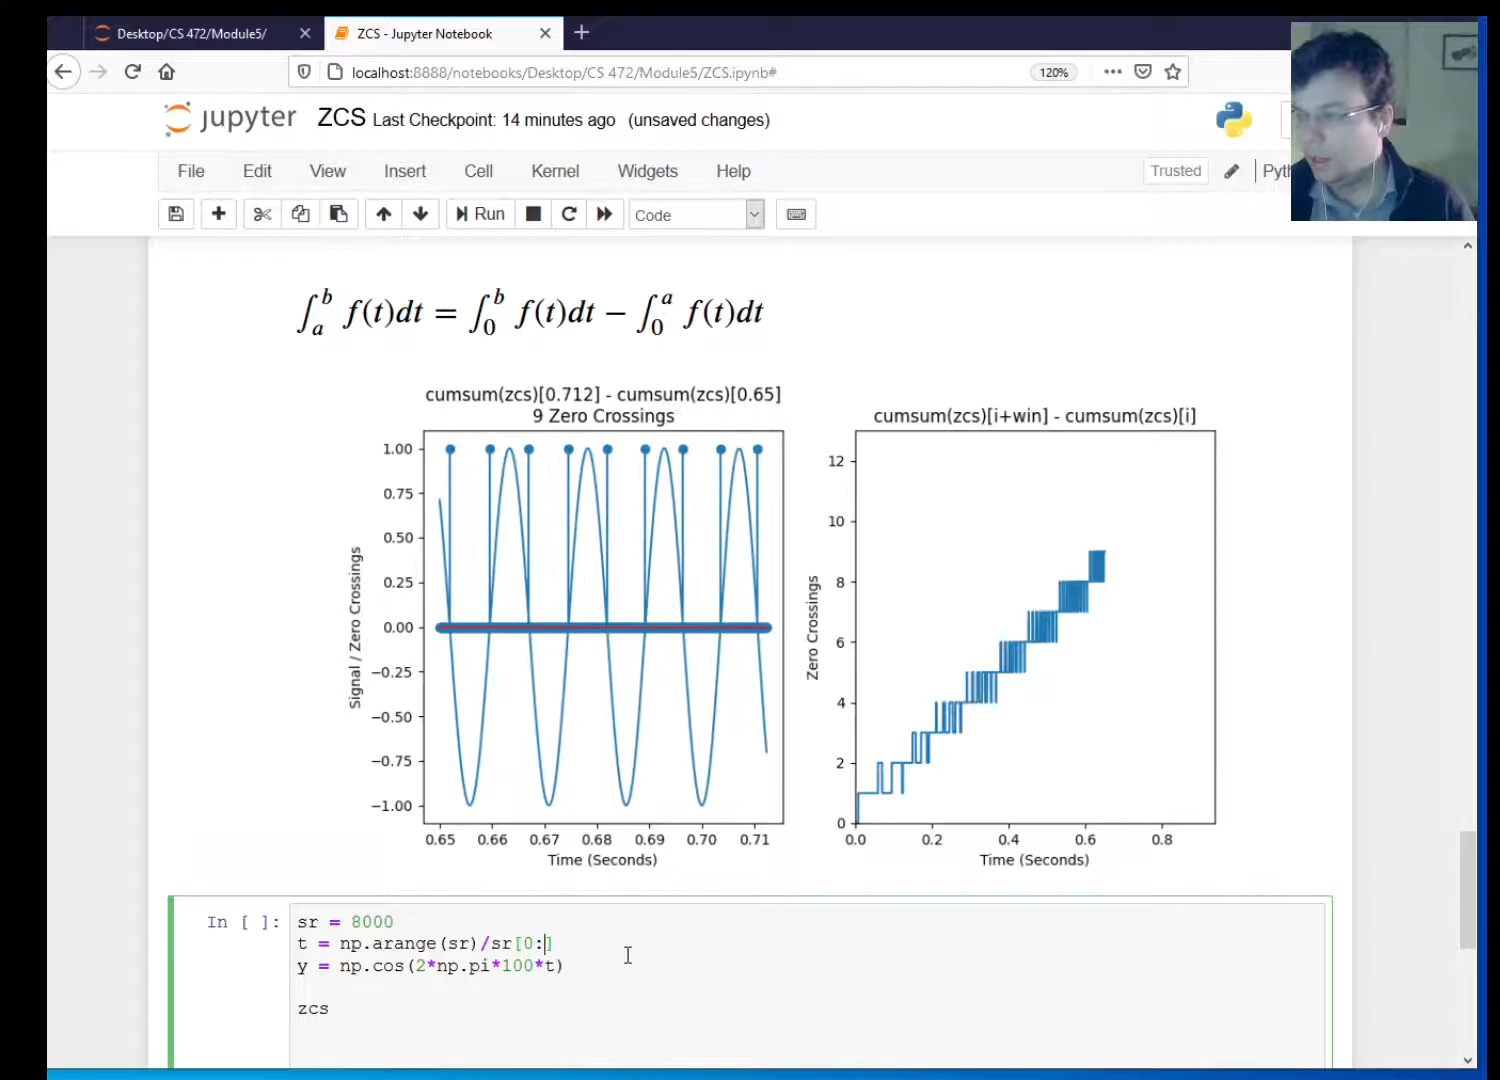 Desktop/CS 472/Module5/
ZCS - Jupyter Notebook
localhost:8888/notebooks/Desktop/CS 472/Module5/ZCS.ipynb#
120%
jupyter ZCS Last Checkpoint: 14 minutes ago (unsaved changes)
File Edit View Insert Cell Kernel Widgets Help
Trusted
Pyth
Run
Code
∫_a^b f(t)dt = ∫_0^b f(t)dt − ∫_0^a f(t)dt
cumsum(zcs)[0.712] - cumsum(zcs)[0.65]
9 Zero Crossings
1.00
0.75
0.50
0.25
0.00
−0.25
−0.50
−0.75
−1.00
Signal / Zero Crossings
0.65 0.66 0.67 0.68 0.69 0.70 0.71
Time (Seconds)
cumsum(zcs)[i+win] - cumsum(zcs)[i]
12
10
8
6
4
2
0
Zero Crossings
0.0 0.2 0.4 0.6 0.8
Time (Seconds)
In [ ]:
sr = 8000
t = np.arange(sr)/sr[0:]
y = np.cos(2*np.pi*100*t)
zcs